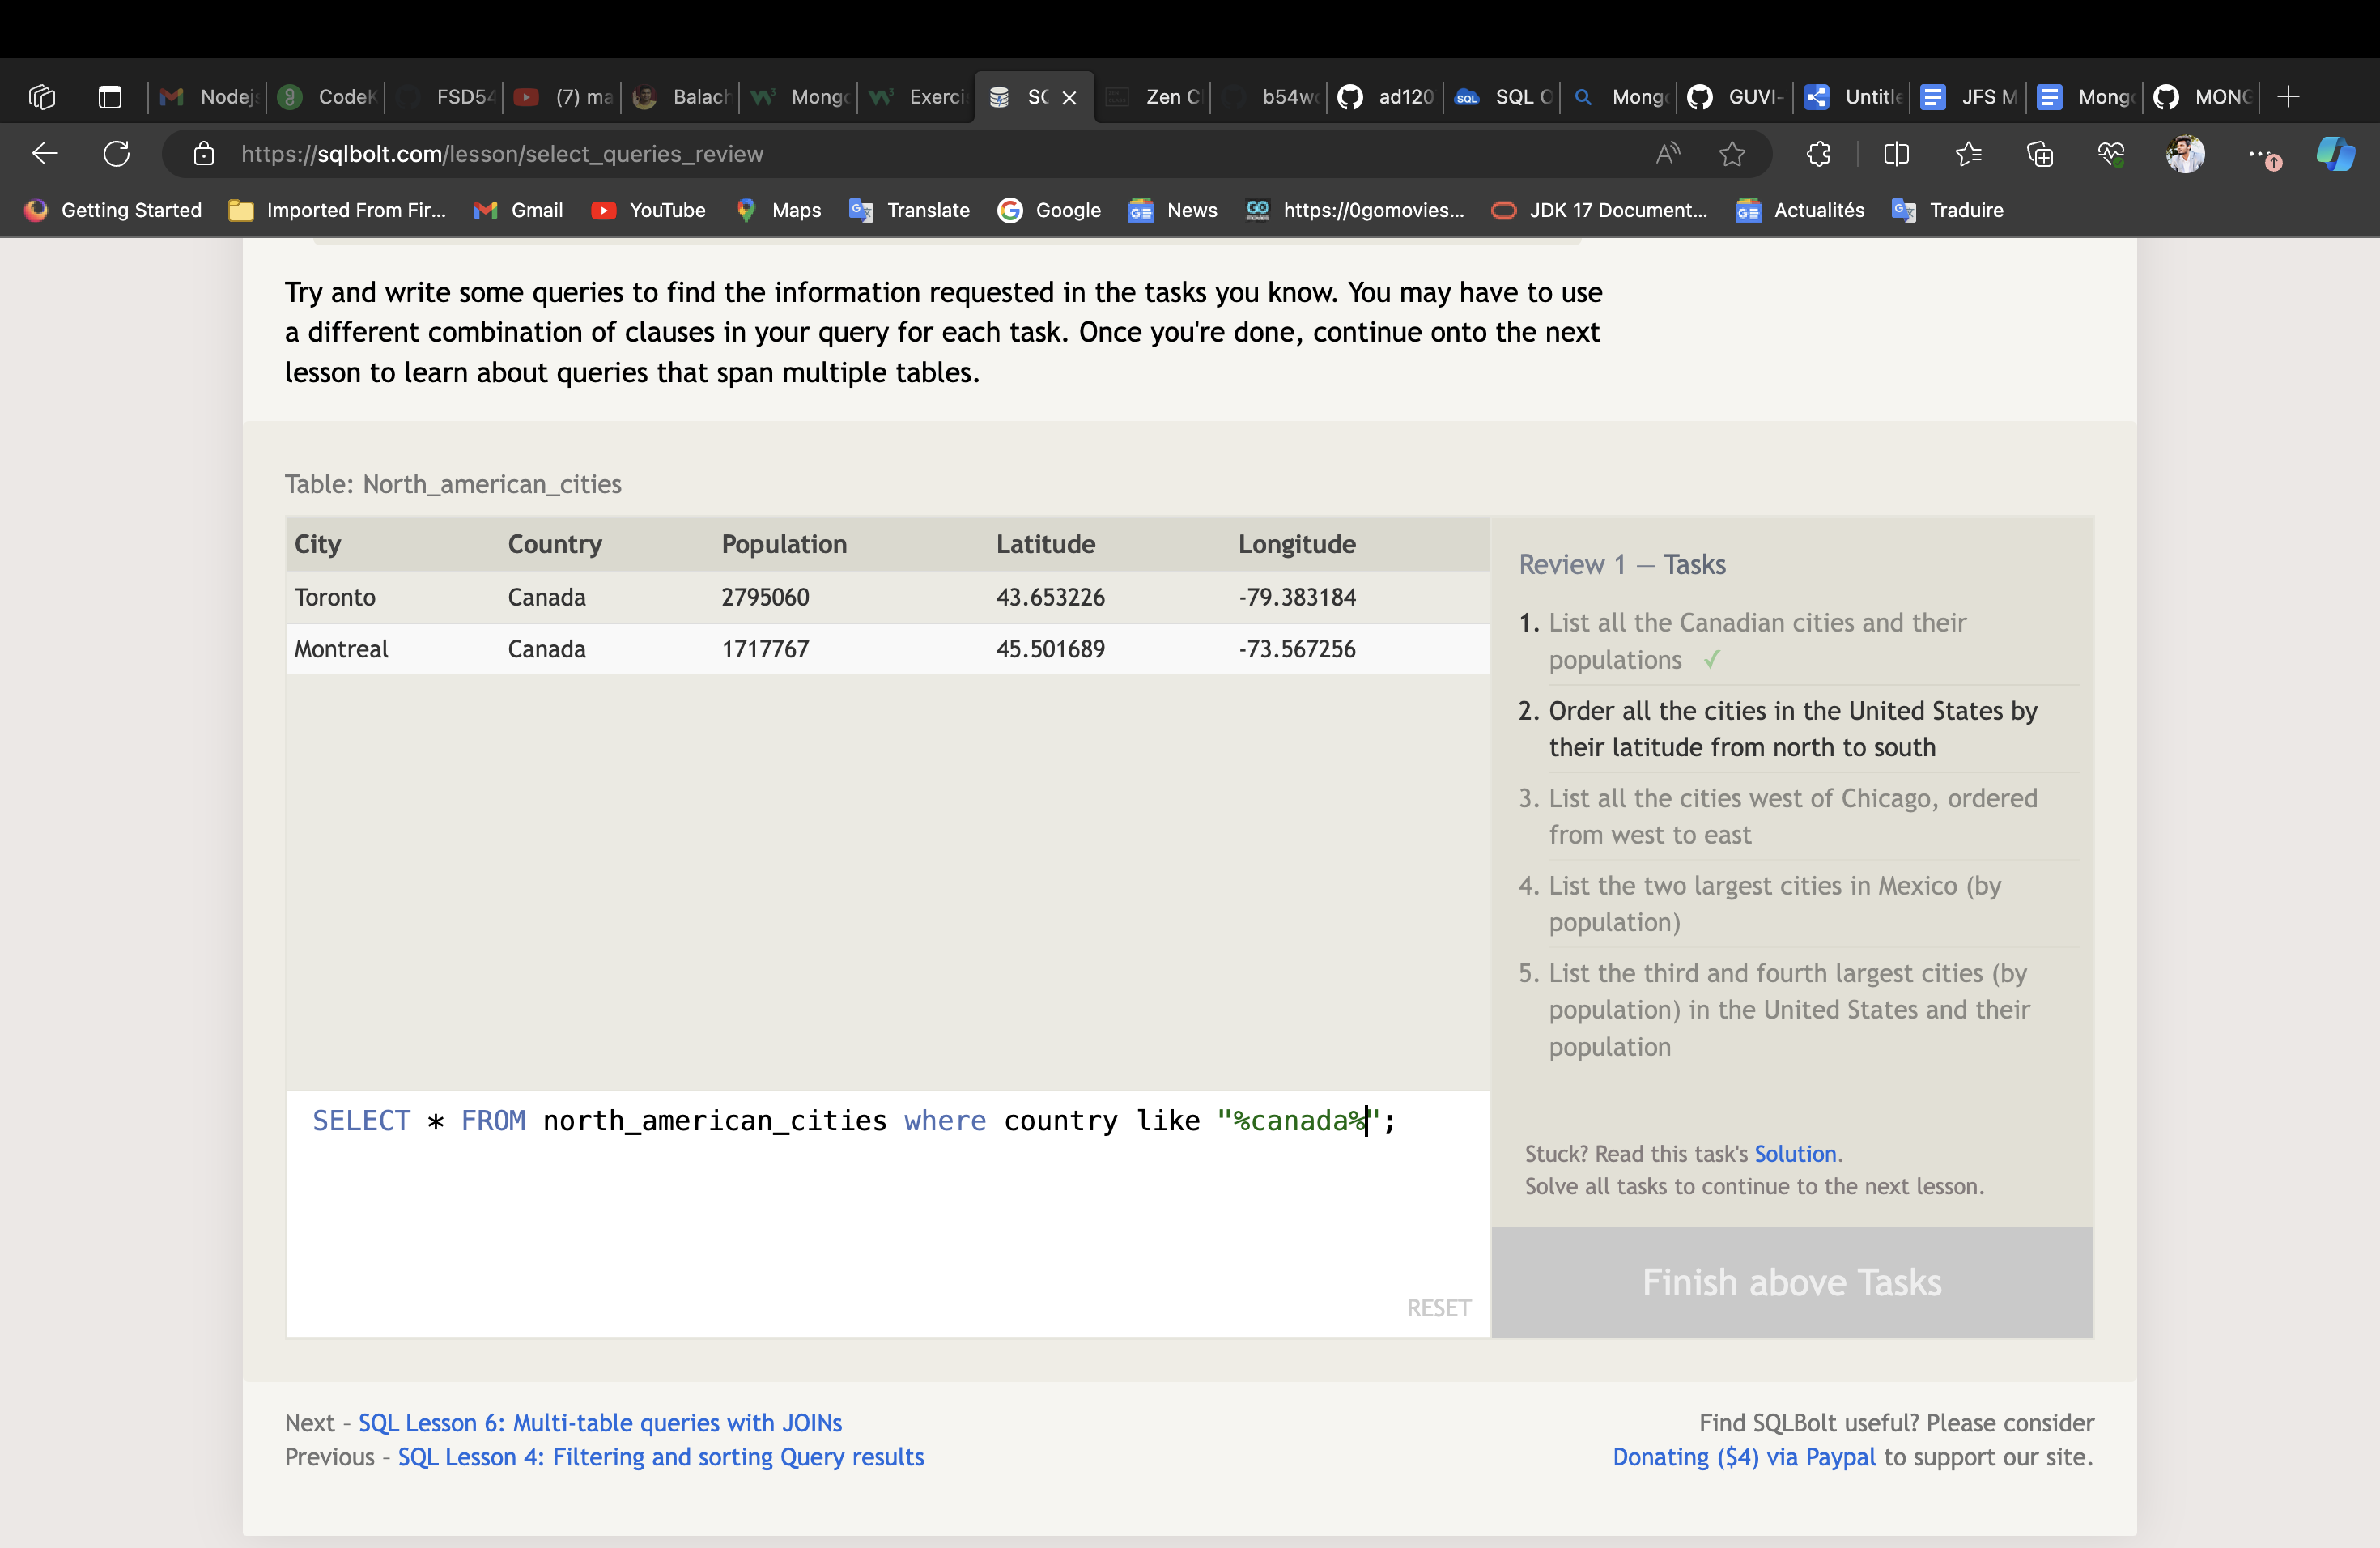 Nodej
CodeK
FSD54
(7) ma
Balach
Mongo
Exerci
SQ
Zen C
b54w
ad120
SQL O
Mong
GUVI-
Untitle
JFS M
Mong
MONG
https://sqlbolt.com/lesson/select_queries_review
Getting Started
Imported From Fir...
Gmail
YouTube
Maps
Translate
Google
News
https://0gomovies...
JDK 17 Document...
Actualités
Traduire
Try and write some queries to find the information requested in the tasks you know. You may have to use
a different combination of clauses in your query for each task. Once you're done, continue onto the next
lesson to learn about queries that span multiple tables.
Table: North_american_cities
City Country Population Latitude Longitude
Toronto Canada 2795060 43.653226 -79.383184
Montreal Canada 1717767 45.501689 -73.567256
SELECT * FROM north_american_cities where country like "%canada%";
RESET
Review 1 — Tasks
1. List all the Canadian cities and their
populations ✓
2. Order all the cities in the United States by
their latitude from north to south
3. List all the cities west of Chicago, ordered
from west to east
4. List the two largest cities in Mexico (by
population)
5. List the third and fourth largest cities (by
population) in the United States and their
population
Stuck? Read this task's Solution.
Solve all tasks to continue to the next lesson.
Finish above Tasks
Next – SQL Lesson 6: Multi-table queries with JOINs
Previous – SQL Lesson 4: Filtering and sorting Query results
Find SQLBolt useful? Please consider
Donating ($4) via Paypal to support our site.